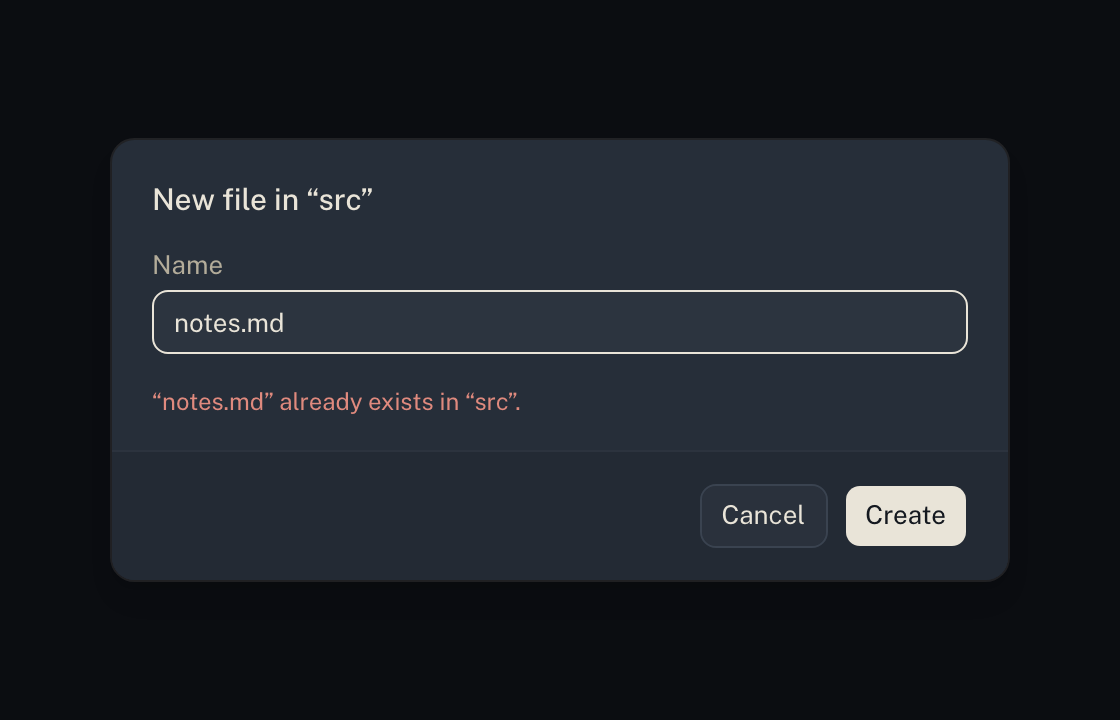 New file in “src”
Name
notes.md
“notes.md” already exists in “src”.
Cancel
Create